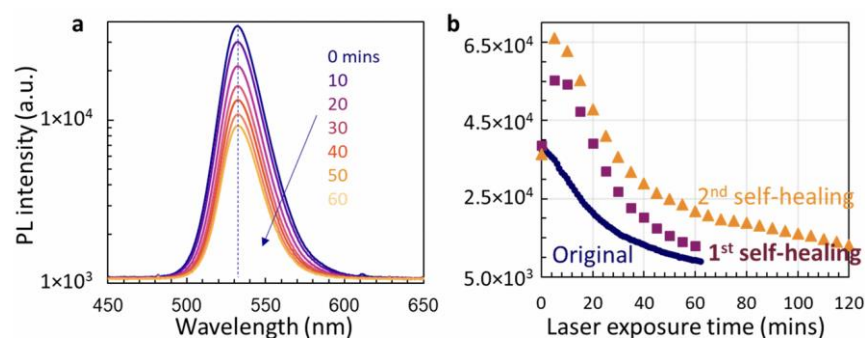 a
PL intensity (a.u.)
1×10⁴
1×10³
0 mins
10
20
30
40
50
60
450
500
550
600
650
Wavelength (nm)
b
6.5×10⁴
4.5×10⁴
2.5×10⁴
5.0×10³
2nd self-healing
1st self-healing
Original
0
20
40
60
80
100
120
Laser exposure time (mins)